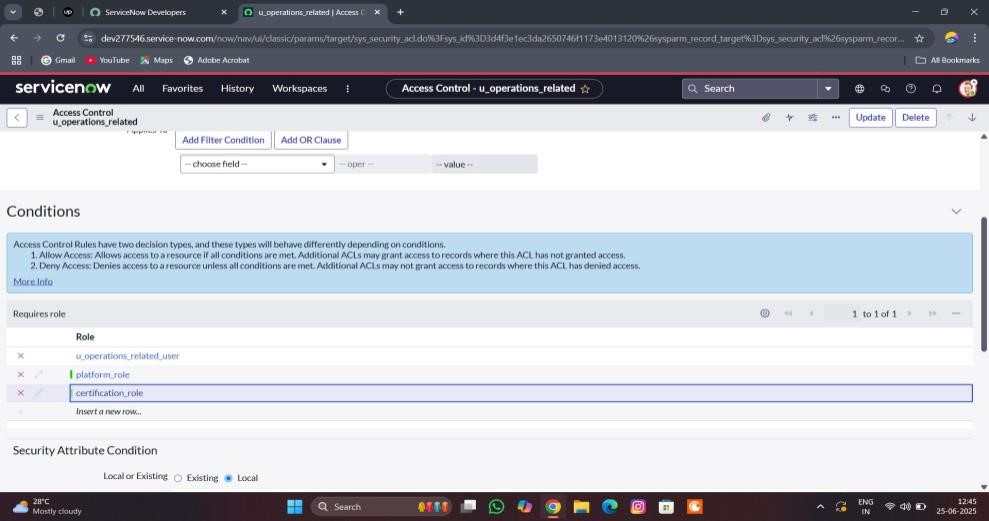 ServiceNow Developers
u_operations_related | Access C
dev277546.service-now.com/now/nav/ui/classic/params/target/sys_security_acl.do%3Fsys_id%3D3d4f3e1ec3da2650746f1173e4013120%26sysparm_record_target%3Dsys_security_acl%26sysparm_recor...
Gmail YouTube Maps Adobe Acrobat All Bookmarks
servicenow All Favorites History Workspaces Access Control - u_operations_related Search
Access Control
u_operations_related
Update Delete
Applies To
Add Filter Condition Add OR Clause
-- choose field -- -- oper -- -- value --
Conditions
Access Control Rules have two decision types, and these types will behave differently depending on conditions.
1. Allow Access: Allows access to a resource if all conditions are met. Additional ACLs may grant access to records where this ACL has not granted access.
2. Deny Access: Denies access to a resource unless all conditions are met. Additional ACLs may not grant access to records where this ACL has denied access.
More Info
Requires role 1 to 1 of 1
Role
u_operations_related_user
platform_role
certification_role
Insert a new row...
Security Attribute Condition
Local or Existing Existing Local
28°C
Mostly cloudy
Search
ENG
IN
12:45
25-06-2025